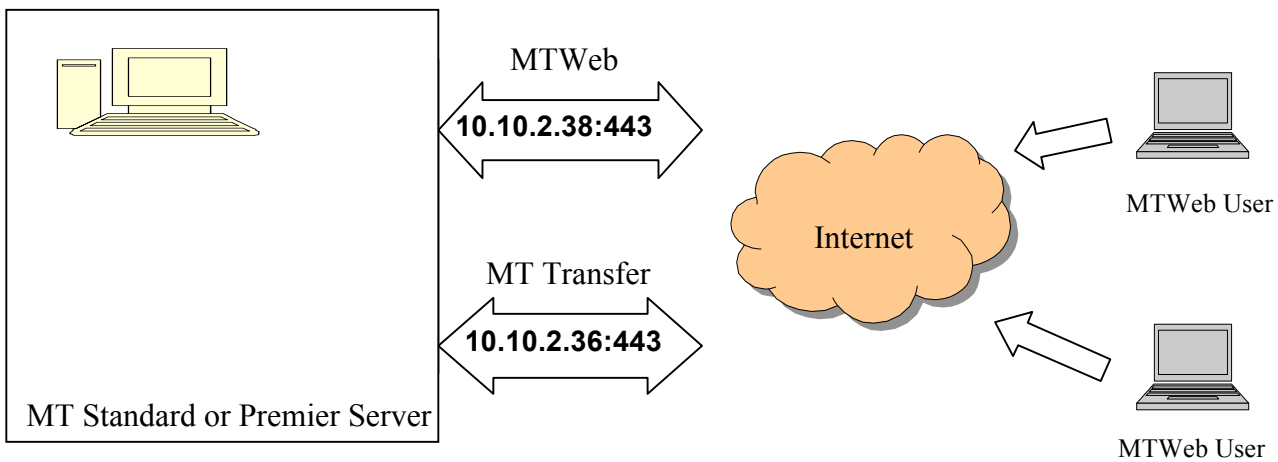 MTWeb
10.10.2.38:443
MTWeb User
Internet
MT Transfer
10.10.2.36:443
MT Standard or Premier Server
MTWeb User